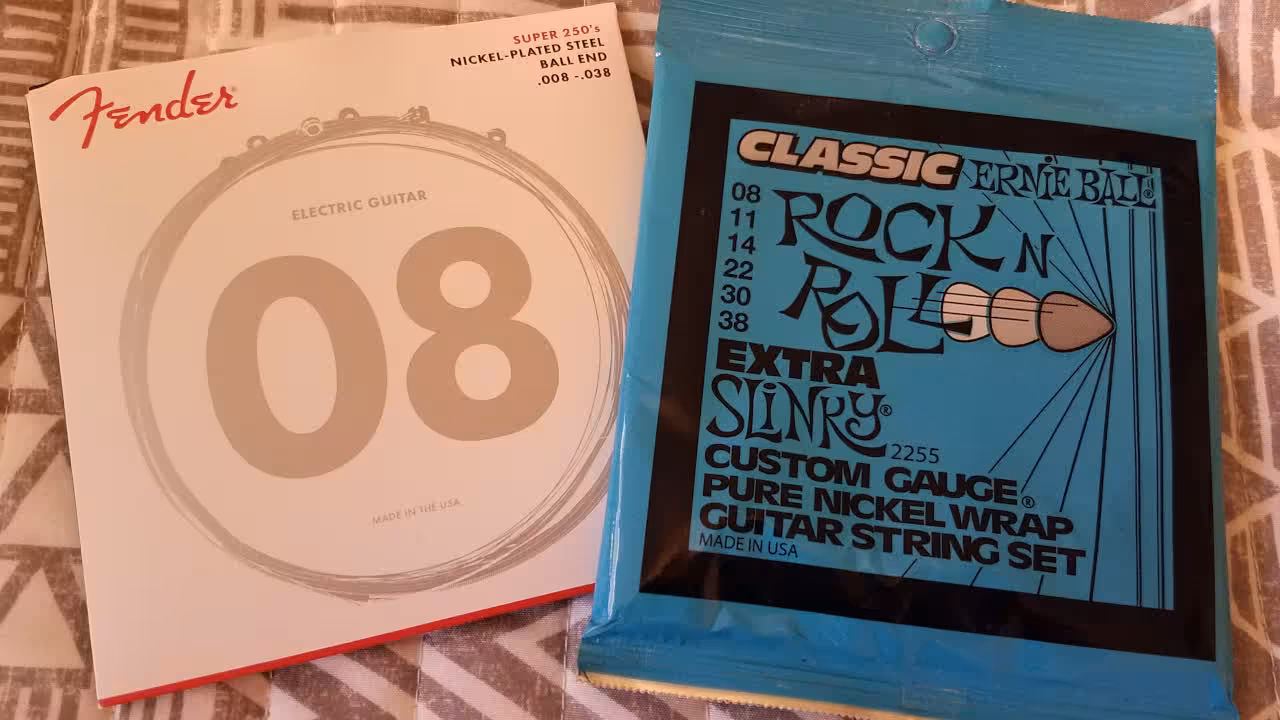 Fender
SUPER 250's
NICKEL-PLATED STEEL
BALL END
.008 -.038
ELECTRIC GUITAR
08
MADE IN THE USA
CLASSIC ERNIE BALL®
08
11
14
22
30
38
ROCK N
ROLL
EXTRA
SLINKY®
2255
CUSTOM GAUGE®
PURE NICKEL WRAP
GUITAR STRING SET
MADE IN USA